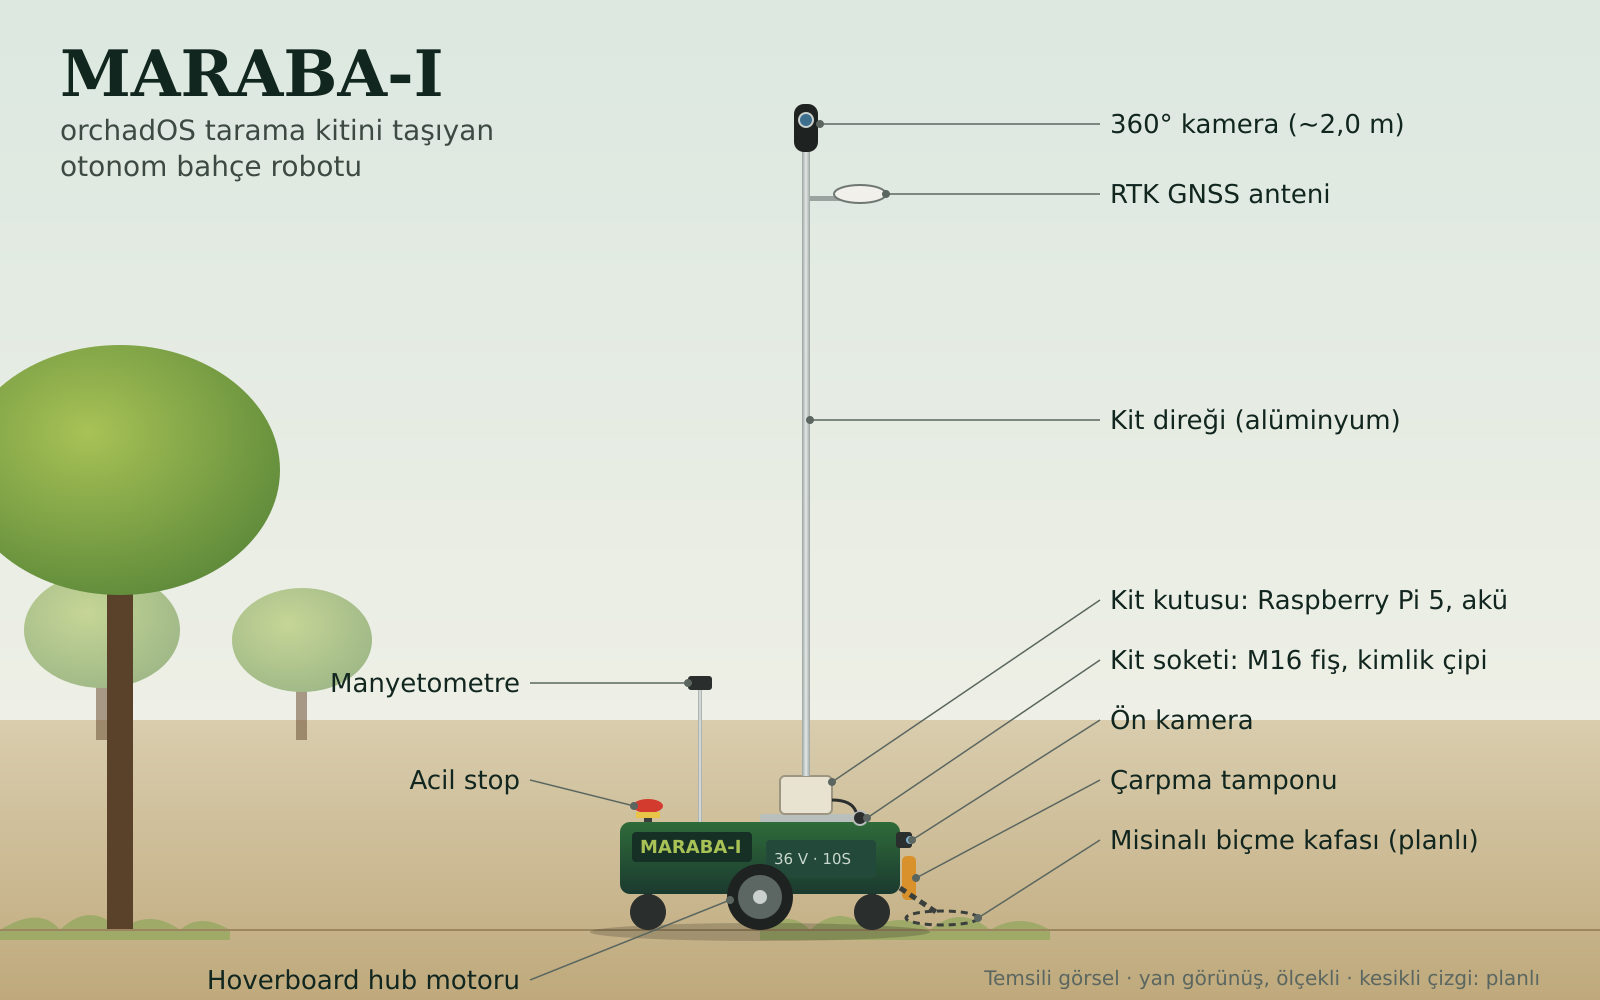 MARABA-I
orchadOS tarama kitini taşıyan
otonom bahçe robotu
360° kamera (~2,0 m)
RTK GNSS anteni
Kit direği (alüminyum)
Kit kutusu: Raspberry Pi 5, akü
Kit soketi: M16 fiş, kimlik çipi
Manyetometre
Ön kamera
Acil stop
Çarpma tamponu
Misinalı biçme kafası (planlı)
MARABA-I
36 V · 10S
Hoverboard hub motoru
Temsili görsel · yan görünüş, ölçekli · kesikli çizgi: planlı